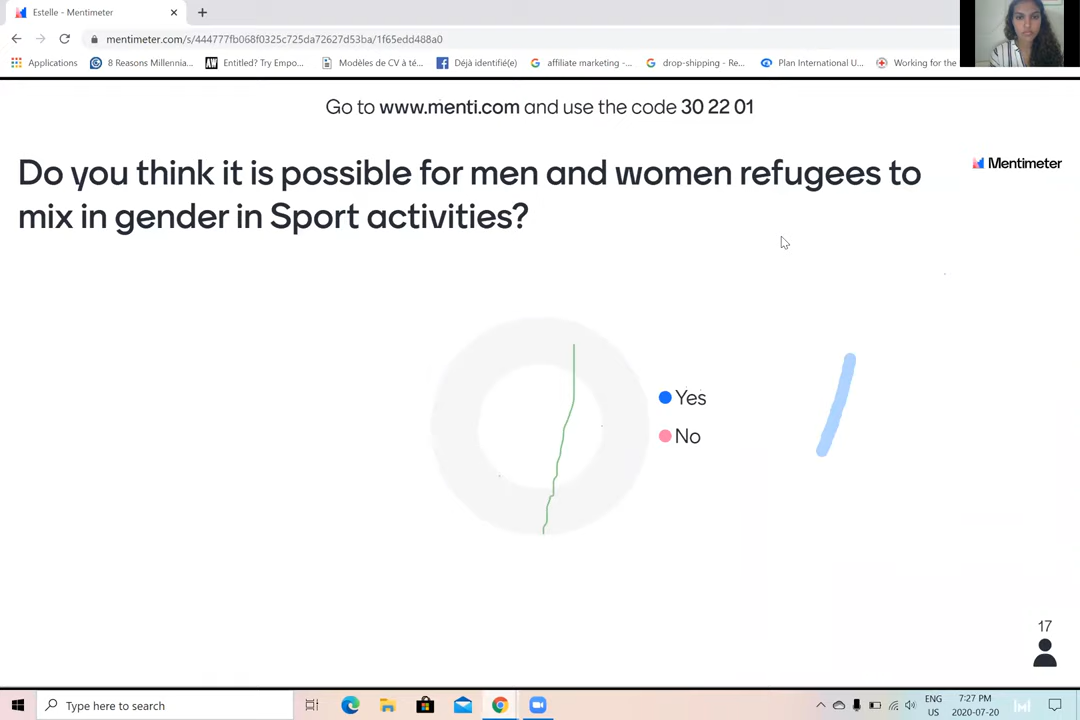 Estelle - Mentimeter
mentimeter.com/s/444777fb068f0325c725da72627d53ba/1f65edd488a0
Applications 8 Reasons Millennia... Entitled? Try Empo... Modèles de CV à té... Déjà identifié(e) affiliate marketing -... drop-shipping - Re... Plan International U... Working for the
Go to www.menti.com and use the code 30 22 01
Do you think it is possible for men and women refugees to
mix in gender in Sport activities?
Mentimeter
Yes
No
17
Type here to search
ENG
US
7:27 PM
2020-07-20